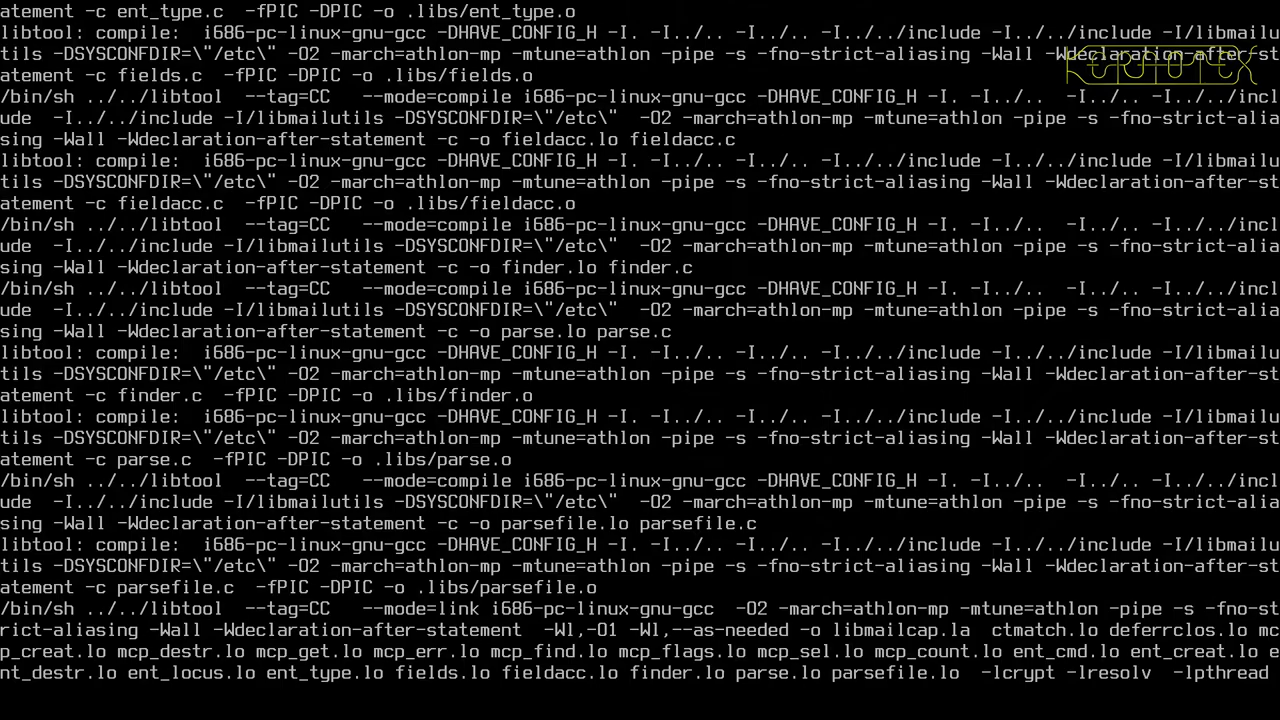 atement -c ent_type.c  -fPIC -DPIC -o .libs/ent_type.o
libtool: compile:  i686-pc-linux-gnu-gcc -DHAVE_CONFIG_H -I. -I../.. -I../.. -I../../include -I../../include -I/libmailu
tils -DSYSCONFDIR=\"/etc\" -O2 -march=athlon-mp -mtune=athlon -pipe -s -fno-strict-aliasing -Wall -Wdeclaration-after-st
atement -c fields.c  -fPIC -DPIC -o .libs/fields.o
/bin/sh ../../libtool  --tag=CC   --mode=compile i686-pc-linux-gnu-gcc -DHAVE_CONFIG_H -I. -I../..  -I../.. -I../../incl
ude  -I../../include -I/libmailutils -DSYSCONFDIR=\"/etc\"  -O2 -march=athlon-mp -mtune=athlon -pipe -s -fno-strict-alia
sing -Wall -Wdeclaration-after-statement -c -o fieldacc.lo fieldacc.c
libtool: compile:  i686-pc-linux-gnu-gcc -DHAVE_CONFIG_H -I. -I../.. -I../.. -I../../include -I../../include -I/libmailu
tils -DSYSCONFDIR=\"/etc\" -O2 -march=athlon-mp -mtune=athlon -pipe -s -fno-strict-aliasing -Wall -Wdeclaration-after-st
atement -c fieldacc.c  -fPIC -DPIC -o .libs/fieldacc.o
/bin/sh ../../libtool  --tag=CC   --mode=compile i686-pc-linux-gnu-gcc -DHAVE_CONFIG_H -I. -I../..  -I../.. -I../../incl
ude  -I../../include -I/libmailutils -DSYSCONFDIR=\"/etc\"  -O2 -march=athlon-mp -mtune=athlon -pipe -s -fno-strict-alia
sing -Wall -Wdeclaration-after-statement -c -o finder.lo finder.c
/bin/sh ../../libtool  --tag=CC   --mode=compile i686-pc-linux-gnu-gcc -DHAVE_CONFIG_H -I. -I../..  -I../.. -I../../incl
ude  -I../../include -I/libmailutils -DSYSCONFDIR=\"/etc\"  -O2 -march=athlon-mp -mtune=athlon -pipe -s -fno-strict-alia
sing -Wall -Wdeclaration-after-statement -c -o parse.lo parse.c
libtool: compile:  i686-pc-linux-gnu-gcc -DHAVE_CONFIG_H -I. -I../.. -I../.. -I../../include -I../../include -I/libmailu
tils -DSYSCONFDIR=\"/etc\" -O2 -march=athlon-mp -mtune=athlon -pipe -s -fno-strict-aliasing -Wall -Wdeclaration-after-st
atement -c finder.c  -fPIC -DPIC -o .libs/finder.o
libtool: compile:  i686-pc-linux-gnu-gcc -DHAVE_CONFIG_H -I. -I../.. -I../.. -I../../include -I../../include -I/libmailu
tils -DSYSCONFDIR=\"/etc\" -O2 -march=athlon-mp -mtune=athlon -pipe -s -fno-strict-aliasing -Wall -Wdeclaration-after-st
atement -c parse.c  -fPIC -DPIC -o .libs/parse.o
/bin/sh ../../libtool  --tag=CC   --mode=compile i686-pc-linux-gnu-gcc -DHAVE_CONFIG_H -I. -I../..  -I../.. -I../../incl
ude  -I../../include -I/libmailutils -DSYSCONFDIR=\"/etc\"  -O2 -march=athlon-mp -mtune=athlon -pipe -s -fno-strict-alia
sing -Wall -Wdeclaration-after-statement -c -o parsefile.lo parsefile.c
libtool: compile:  i686-pc-linux-gnu-gcc -DHAVE_CONFIG_H -I. -I../.. -I../.. -I../../include -I../../include -I/libmailu
tils -DSYSCONFDIR=\"/etc\" -O2 -march=athlon-mp -mtune=athlon -pipe -s -fno-strict-aliasing -Wall -Wdeclaration-after-st
atement -c parsefile.c  -fPIC -DPIC -o .libs/parsefile.o
/bin/sh ../../libtool  --tag=CC   --mode=link i686-pc-linux-gnu-gcc  -O2 -march=athlon-mp -mtune=athlon -pipe -s -fno-st
rict-aliasing -Wall -Wdeclaration-after-statement  -Wl,-O1 -Wl,--as-needed -o libmailcap.la  ctmatch.lo deferrclos.lo mc
p_creat.lo mcp_destr.lo mcp_get.lo mcp_err.lo mcp_find.lo mcp_flags.lo mcp_sel.lo mcp_count.lo ent_cmd.lo ent_creat.lo e
nt_destr.lo ent_locus.lo ent_type.lo fields.lo fieldacc.lo finder.lo parse.lo parsefile.lo  -lcrypt -lresolv  -lpthread